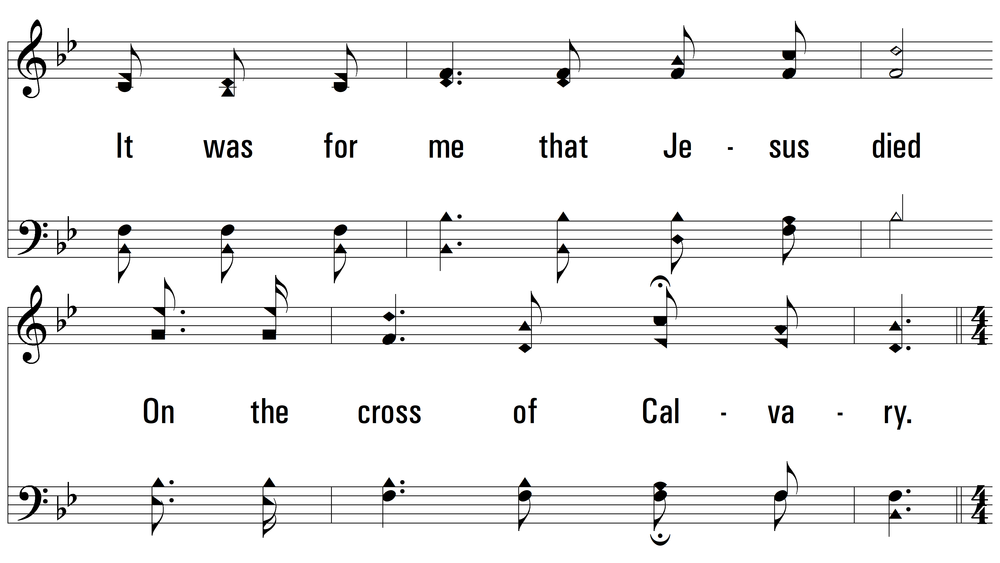 It was for me that Je - sus died
On the cross of Cal - va - ry.